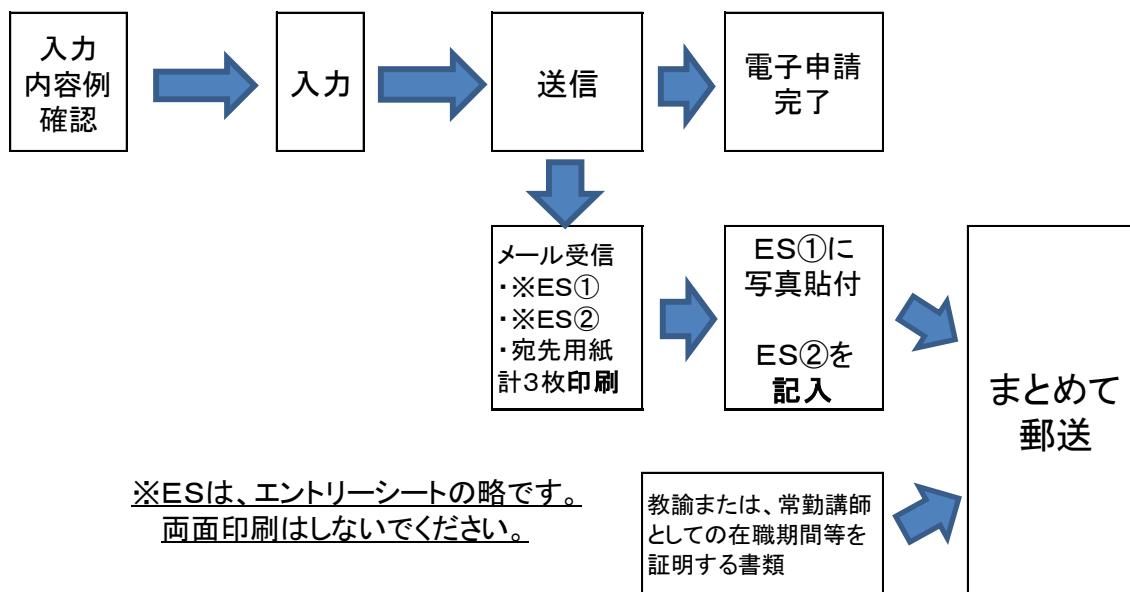 入力
内容例
確認
入力
送信
電子申請
完了
メール受信
・※ES①
・※ES②
・宛先用紙
計3枚印刷
ES①に
写真貼付
ES②を
記入
まとめて
郵送
※ESは、エントリーシートの略です。
両面印刷はしないでください。
教諭または、常勤講師
としての在職期間等を
証明する書類